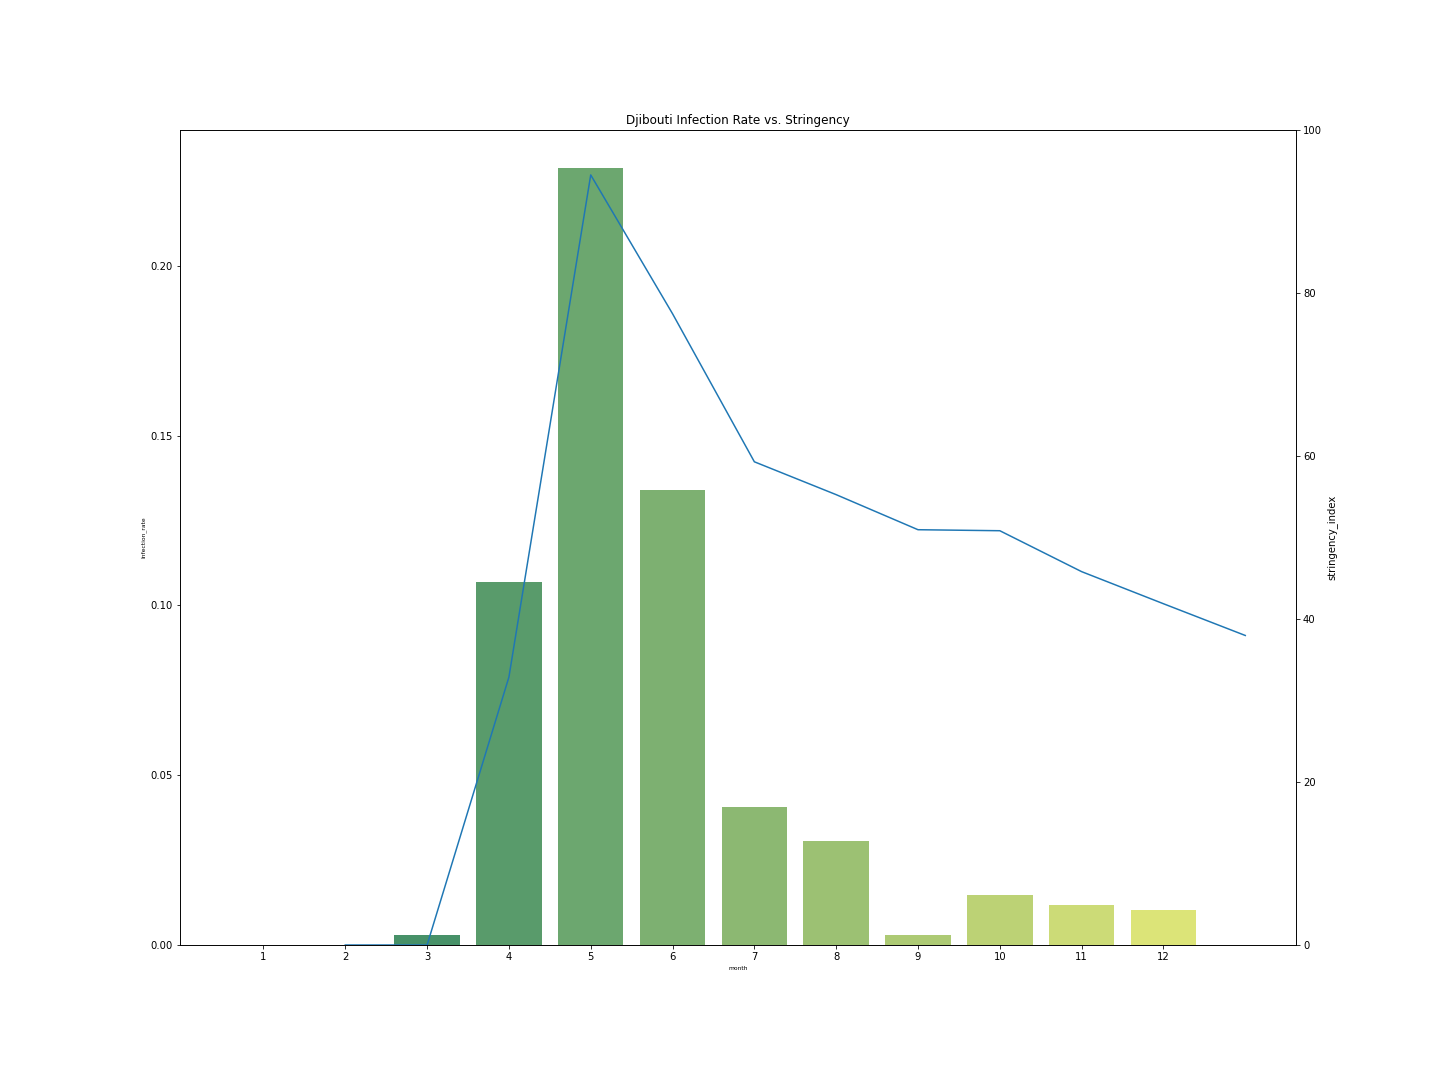 Djibouti Infection Rate vs. Stringency
100
80
60
40
20
0
0.20
0.15
0.10
0.05
0.00
Infection_rate
stringency_index
1 2 3 4 5 6 7 8 9 10 11 12
month